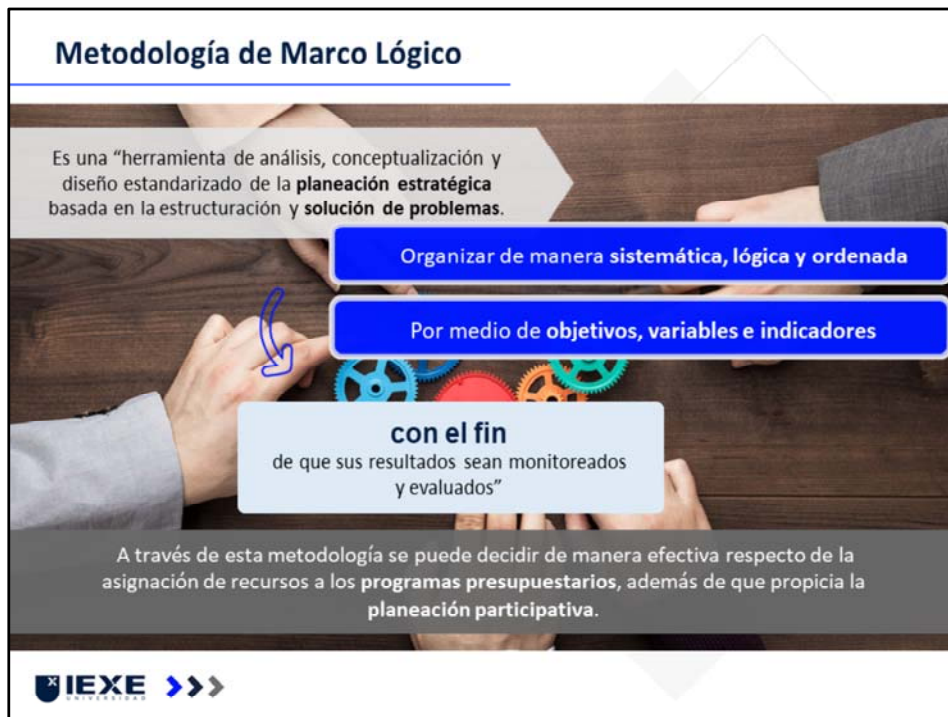 Metodología de Marco Lógico
Es una “herramienta de análisis, conceptualización y
diseño estandarizado de la planeación estratégica
basada en la estructuración y solución de problemas.
Organizar de manera sistemática, lógica y ordenada
Por medio de objetivos, variables e indicadores
con el fin
de que sus resultados sean monitoreados
y evaluados”
A través de esta metodología se puede decidir de manera efectiva respecto de la
asignación de recursos a los programas presupuestarios, además de que propicia la
planeación participativa.
IEXE
UNIVERSIDAD